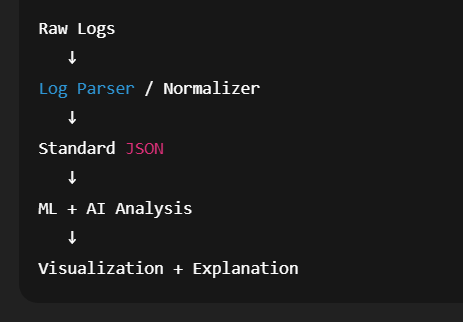 Raw Logs
↓
Log Parser / Normalizer
↓
Standard JSON
↓
ML + AI Analysis
↓
Visualization + Explanation